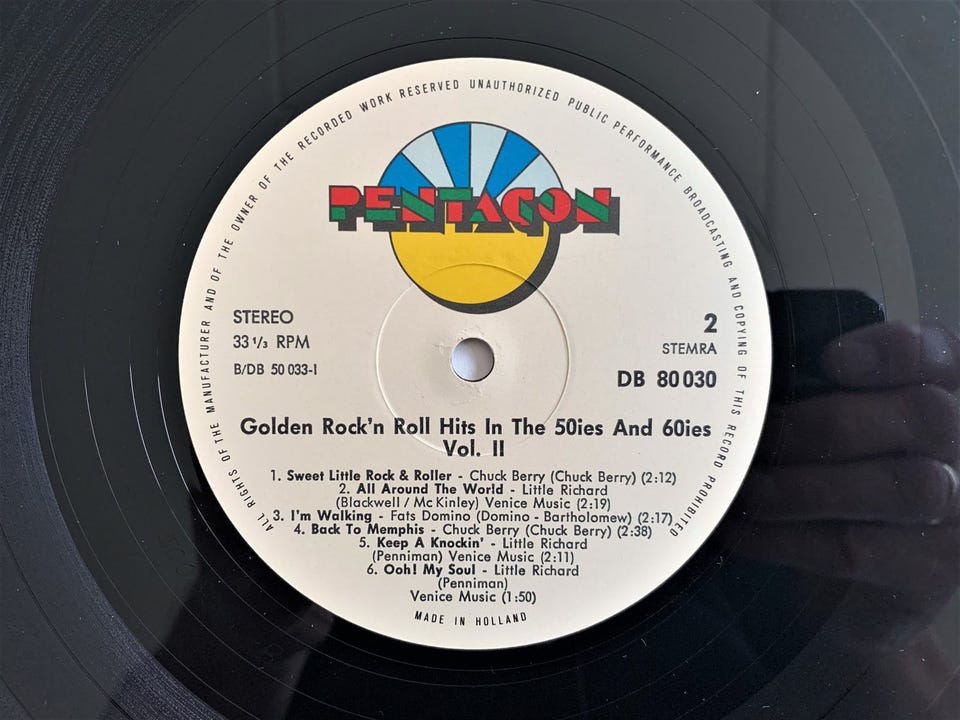 ALL RIGHTS OF THE MANUFACTURER AND OF THE OWNER OF THE RECORDED WORK RESERVED UNAUTHORIZED PUBLIC PERFORMANCE BROADCASTING AND COPYING OF THIS RECORD PROHIBITED
PENTAGON
STEREO
33 1/3 RPM
B/DB 50 033-1
2
STEMRA
DB 80 030
Golden Rock'n Roll Hits In The 50ies And 60ies
Vol. II
1. Sweet Little Rock & Roller - Chuck Berry (Chuck Berry) (2:12)
2. All Around The World - Little Richard
(Blackwell / Mc Kinley) Venice Music (2:19)
3. I'm Walking - Fats Domino (Domino - Bartholomew) (2:17)
4. Back To Memphis - Chuck Berry (Chuck Berry) (2:38)
5. Keep A Knockin' - Little Richard
(Penniman) Venice Music (2:11)
6. Ooh! My Soul - Little Richard
(Penniman)
Venice Music (1:50)
MADE IN HOLLAND